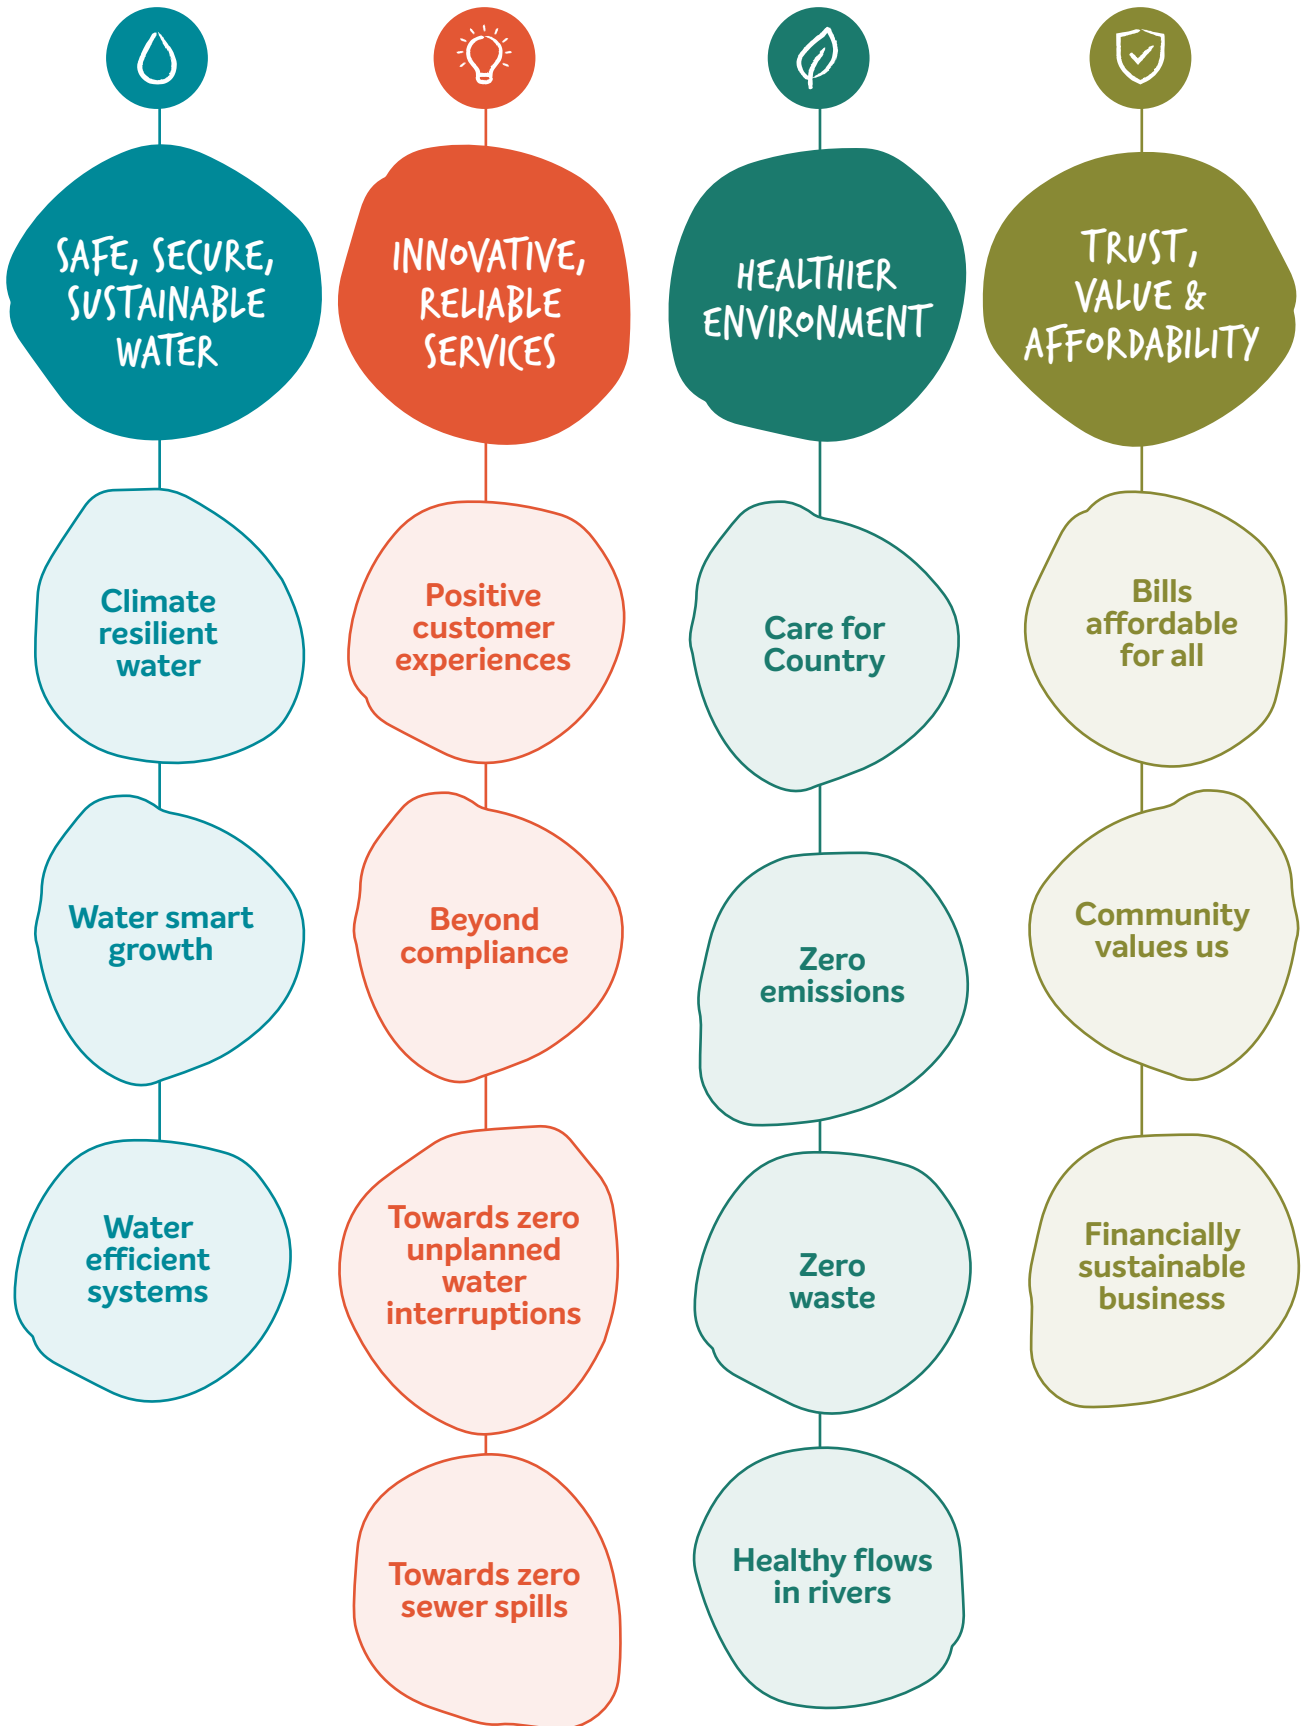 SAFE, SECURE,
SUSTAINABLE
WATER
Climate
resilient
water
Water smart
growth
Water
efficient
systems
INNOVATIVE,
RELIABLE
SERVICES
Positive
customer
experiences
Beyond
compliance
Towards zero
unplanned
water
interruptions
Towards zero
sewer spills
HEALTHIER
ENVIRONMENT
Care for
Country
Zero
emissions
Zero
waste
Healthy flows
in rivers
TRUST,
VALUE &
AFFORDABILITY
Bills
affordable
for all
Community
values us
Financially
sustainable
business